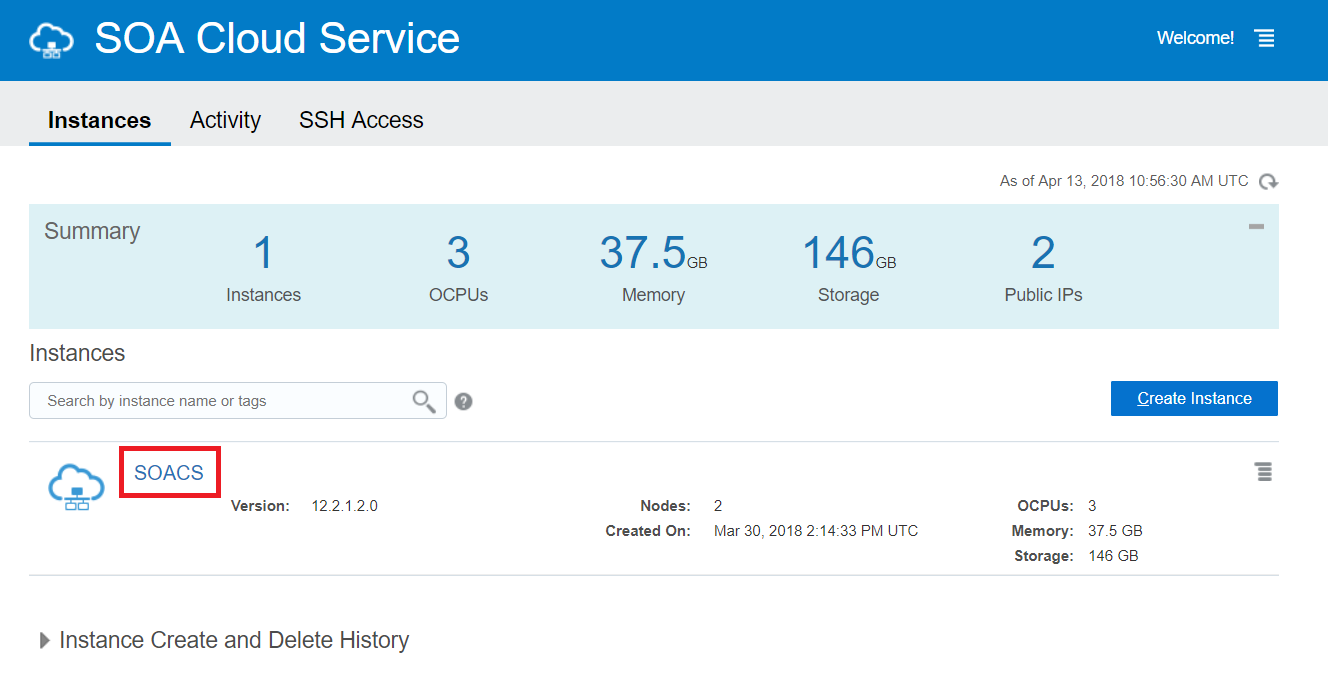 SOA Cloud Service
Welcome!
Instances Activity SSH Access
As of Apr 13, 2018 10:56:30 AM UTC
Summary
1 3 37.5GB 146GB 2
Instances OCPUs Memory Storage Public IPs
Instances
Search by instance name or tags ?
Create Instance
SOACS
Version: 12.2.1.2.0 Nodes: 2 OCPUs: 3
Created On: Mar 30, 2018 2:14:33 PM UTC Memory: 37.5 GB
Storage: 146 GB
Instance Create and Delete History